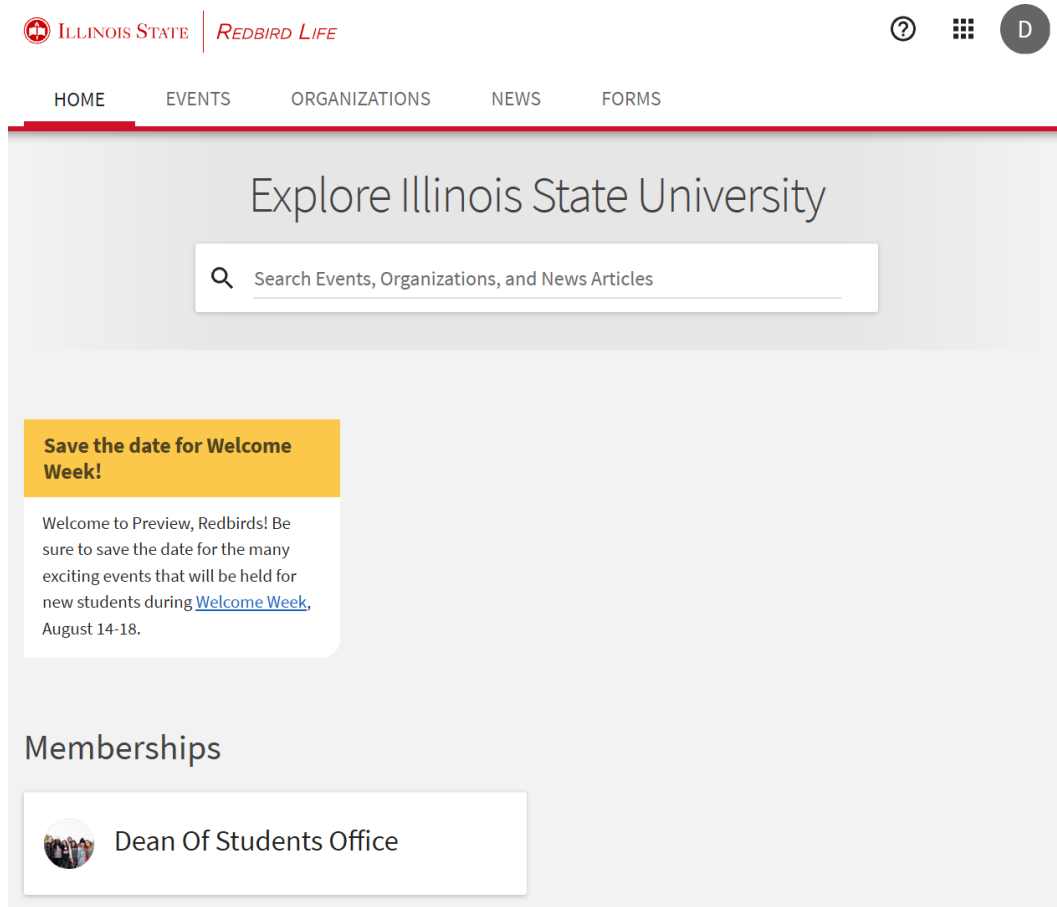 ILLINOIS STATE REDBIRD LIFE
D
HOME EVENTS ORGANIZATIONS NEWS FORMS
Explore Illinois State University
Search Events, Organizations, and News Articles
Save the date for Welcome
Week!
Welcome to Preview, Redbirds! Be
sure to save the date for the many
exciting events that will be held for
new students during Welcome Week,
August 14-18.
Memberships
Dean Of Students Office